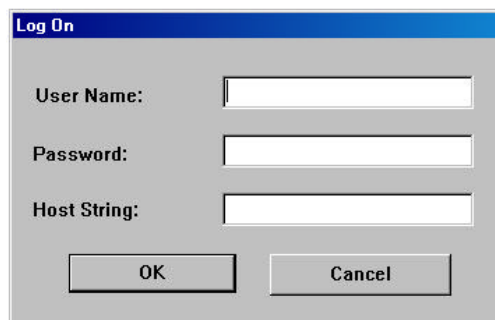 Log On
User Name:
Password:
Host String:
OK
Cancel